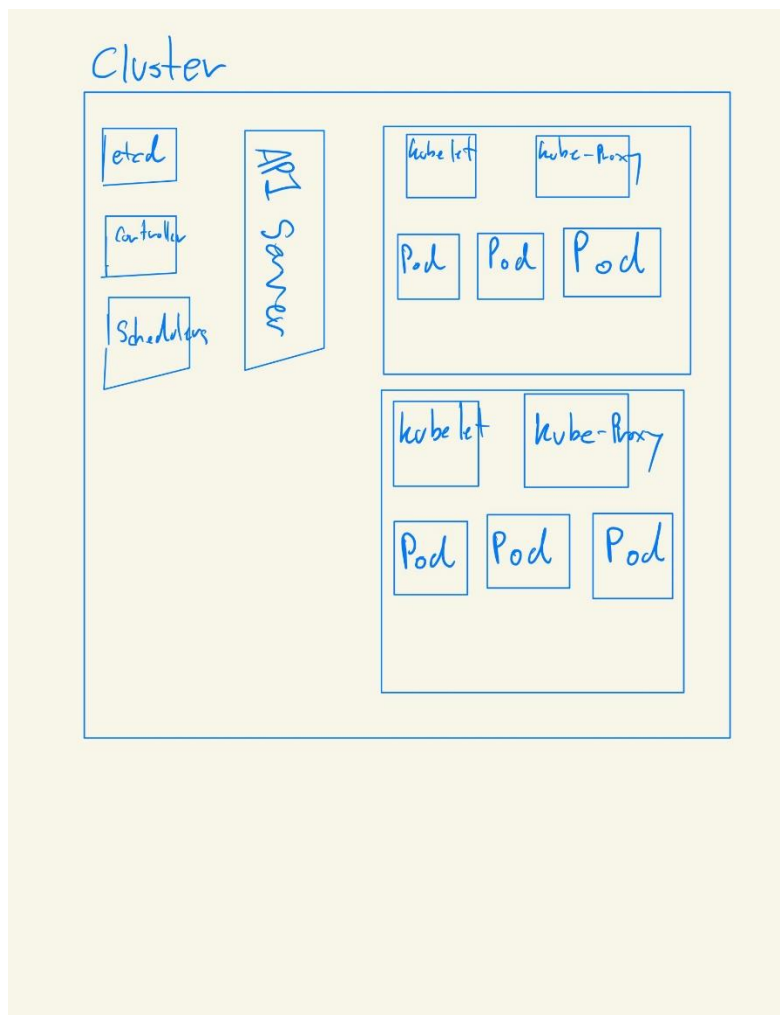 Cluster
etcd
Controller
Schedulers
API Server
kubelet
kube-Proxy
Pod
Pod
Pod
kubelet
kube-Proxy
Pod
Pod
Pod